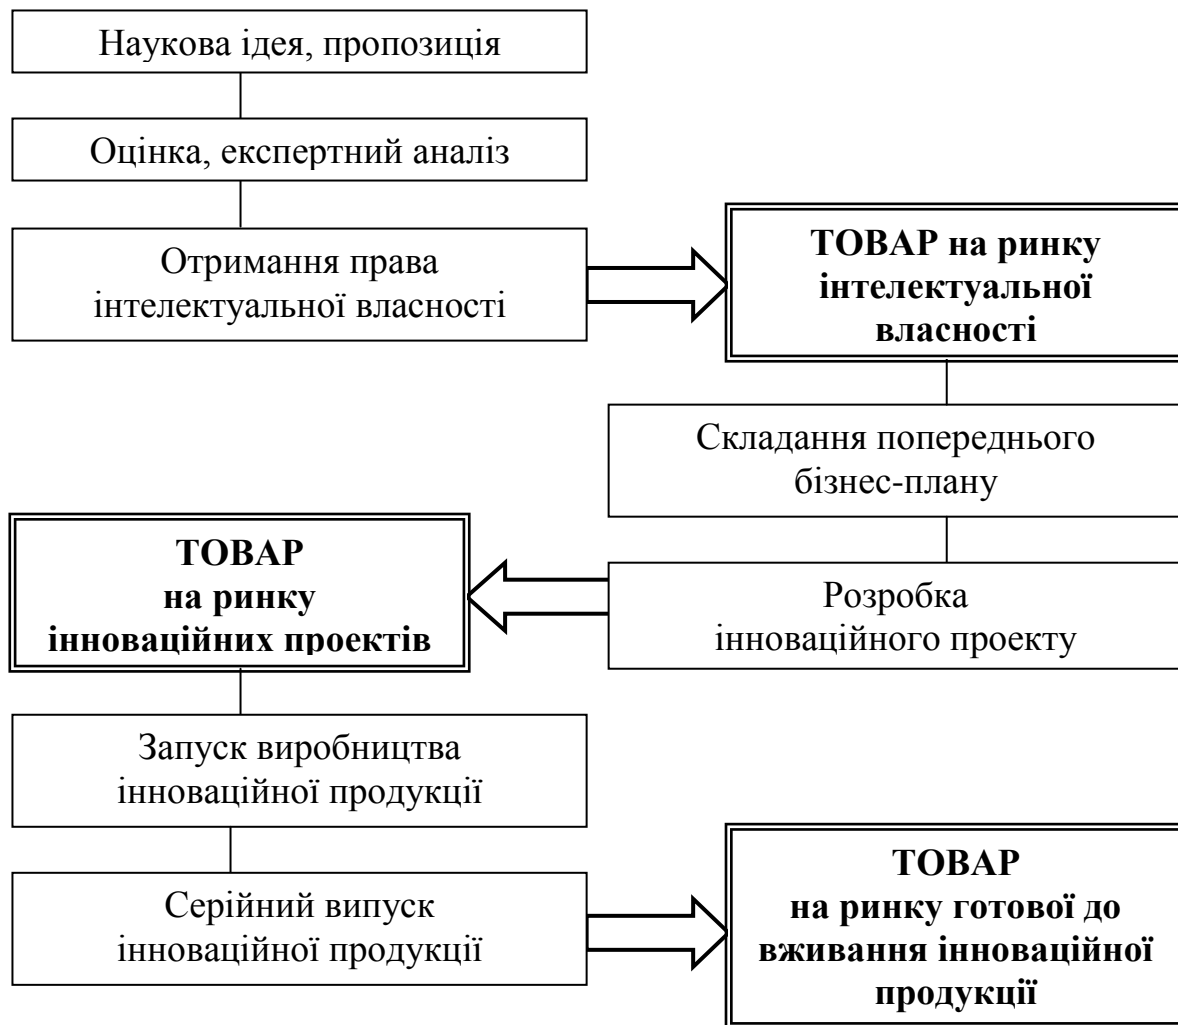 Наукова ідея, пропозиція
Оцінка, експертний аналіз
Отримання права
інтелектуальної власності
ТОВАР на ринку
інтелектуальної
власності
Складання попереднього
бізнес-плану
Розробка
інноваційного проекту
ТОВАР
на ринку
інноваційних проектів
Запуск виробництва
інноваційної продукції
Серійний випуск
інноваційної продукції
ТОВАР
на ринку готової до
вживання інноваційної
продукції